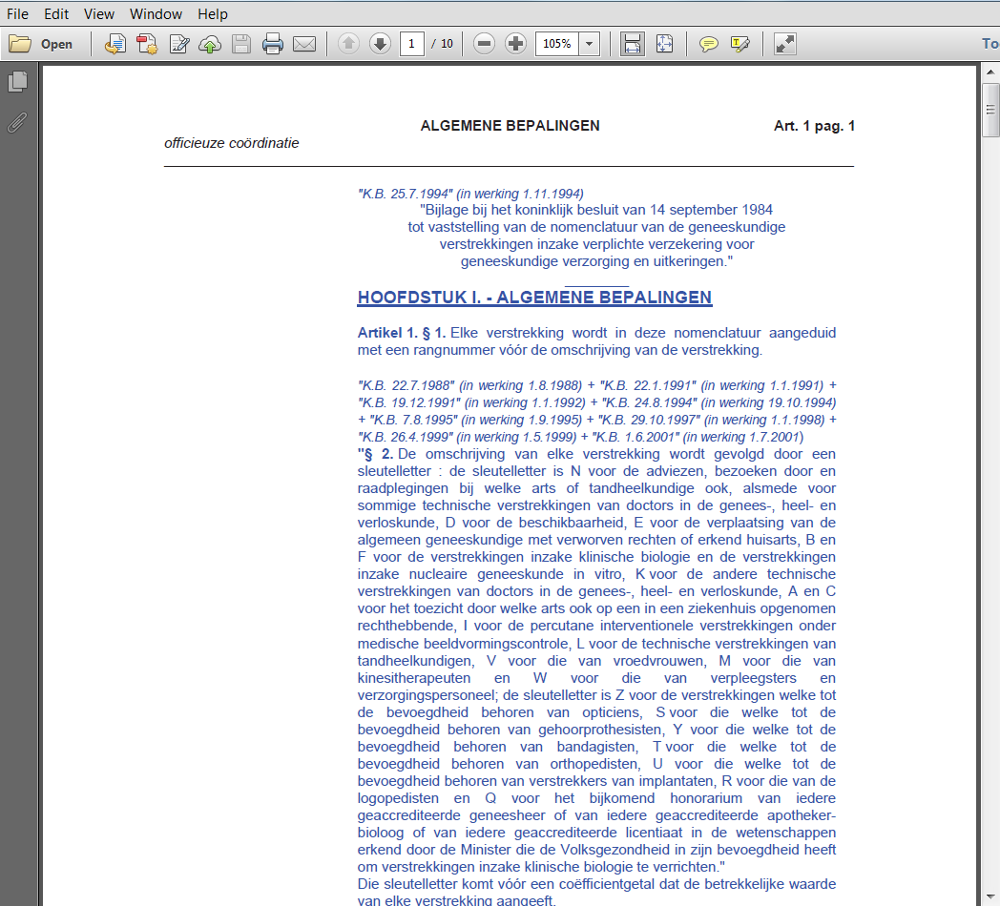 File Edit View Window Help
Open 1 / 10 105% To
ALGEMENE BEPALINGEN Art. 1 pag. 1
officieuze coördinatie
"K.B. 25.7.1994" (in werking 1.11.1994)
"Bijlage bij het koninklijk besluit van 14 september 1984
tot vaststelling van de nomenclatuur van de geneeskundige
verstrekkingen inzake verplichte verzekering voor
geneeskundige verzorging en uitkeringen."
HOOFDSTUK I. - ALGEMENE BEPALINGEN
Artikel 1. § 1. Elke verstrekking wordt in deze nomenclatuur aangeduid
met een rangnummer vóór de omschrijving van de verstrekking.
"K.B. 22.7.1988" (in werking 1.8.1988) + "K.B. 22.1.1991" (in werking 1.1.1991) +
"K.B. 19.12.1991" (in werking 1.1.1992) + "K.B. 24.8.1994" (in werking 19.10.1994)
+ "K.B. 7.8.1995" (in werking 1.9.1995) + "K.B. 29.10.1997" (in werking 1.1.1998) +
"K.B. 26.4.1999" (in werking 1.5.1999) + "K.B. 1.6.2001" (in werking 1.7.2001)
"§ 2. De omschrijving van elke verstrekking wordt gevolgd door een
sleutelletter : de sleutelletter is N voor de adviezen, bezoeken door en
raadplegingen bij welke arts of tandheelkundige ook, alsmede voor
sommige technische verstrekkingen van doctors in de genees-, heel- en
verloskunde, D voor de beschikbaarheid, E voor de verplaatsing van de
algemeen geneeskundige met verworven rechten of erkend huisarts, B en
F voor de verstrekkingen inzake klinische biologie en de verstrekkingen
inzake nucleaire geneeskunde in vitro, K voor de andere technische
verstrekkingen van doctors in de genees-, heel- en verloskunde, A en C
voor het toezicht door welke arts ook op een in een ziekenhuis opgenomen
rechthebbende, I voor de percutane interventionele verstrekkingen onder
medische beeldvormingscontrole, L voor de technische verstrekkingen van
tandheelkundigen, V voor die van vroedvrouwen, M voor die van
kinesitherapeuten en W voor die van verpleegsters en
verzorgingspersoneel; de sleutelletter is Z voor de verstrekkingen welke tot
de bevoegdheid behoren van opticiens, S voor die welke tot de
bevoegdheid behoren van gehoorprothesisten, Y voor die welke tot de
bevoegdheid behoren van bandagisten, T voor die welke tot de
bevoegdheid behoren van orthopedisten, U voor die welke tot de
bevoegdheid behoren van verstrekkers van implantaten, R voor die van de
logopedisten en Q voor het bijkomend honorarium van iedere
geaccrediteerde geneesheer of van iedere geaccrediteerde apotheker-
bioloog of van iedere geaccrediteerde licentiaat in de wetenschappen
erkend door de Minister die de Volksgezondheid in zijn bevoegdheid heeft
om verstrekkingen inzake klinische biologie te verrichten."
Die sleutelletter komt vóór een coëfficientgetal dat de betrekkelijke waarde
van elke verstrekking aangeeft.